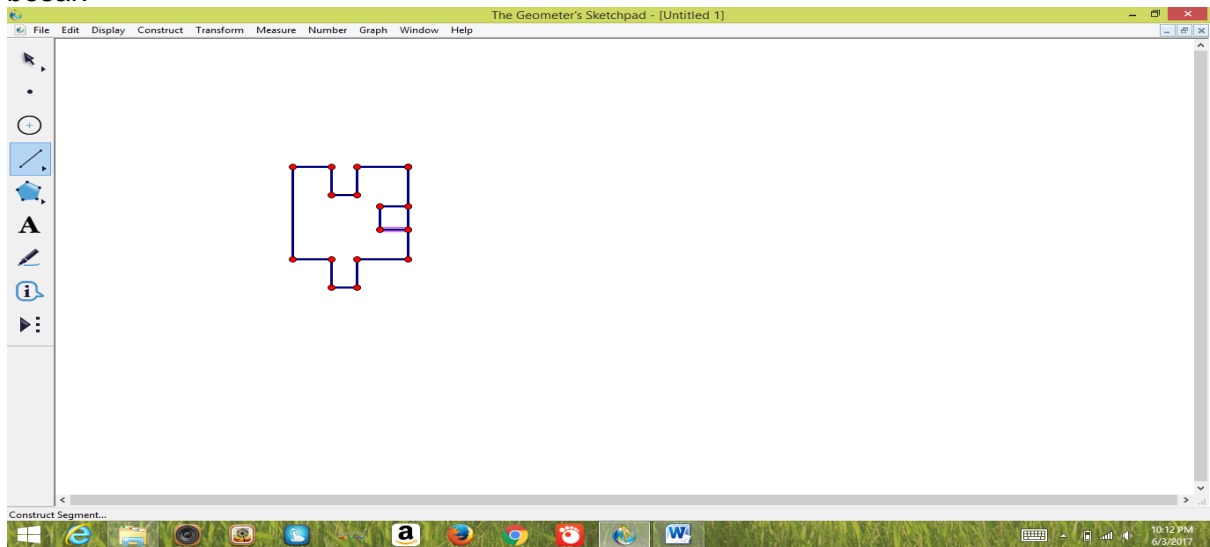 The Geometer's Sketchpad - [Untitled 1]
File Edit Display Construct Transform Measure Number Graph Window Help
A
i
Construct Segment...
a
W
10:12 PM
6/3/2017